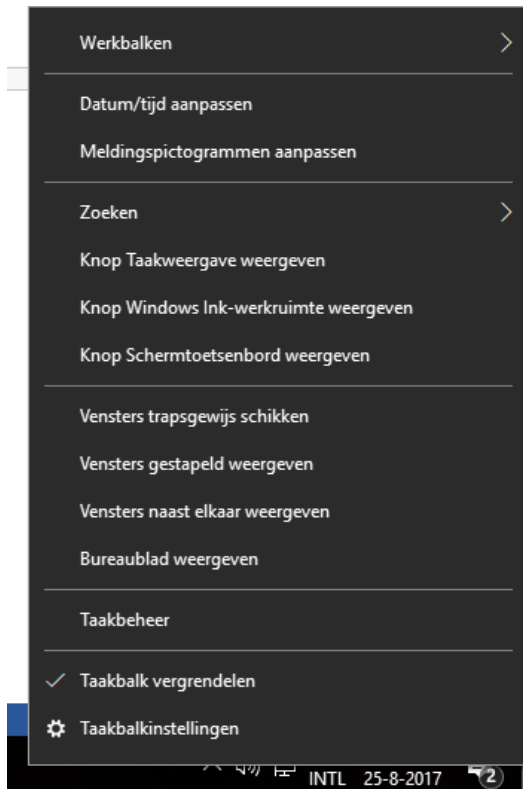 Werkbalken
Datum/tijd aanpassen
Meldingspictogrammen aanpassen
Zoeken
Knop Taakweergave weergeven
Knop Windows Ink-werkruimte weergeven
Knop Schermtoetsenbord weergeven
Vensters trapsgewijs schikken
Vensters gestapeld weergeven
Vensters naast elkaar weergeven
Bureaublad weergeven
Taakbeheer
Taakbalk vergrendelen
Taakbalkinstellingen
INTL 25-8-2017 2